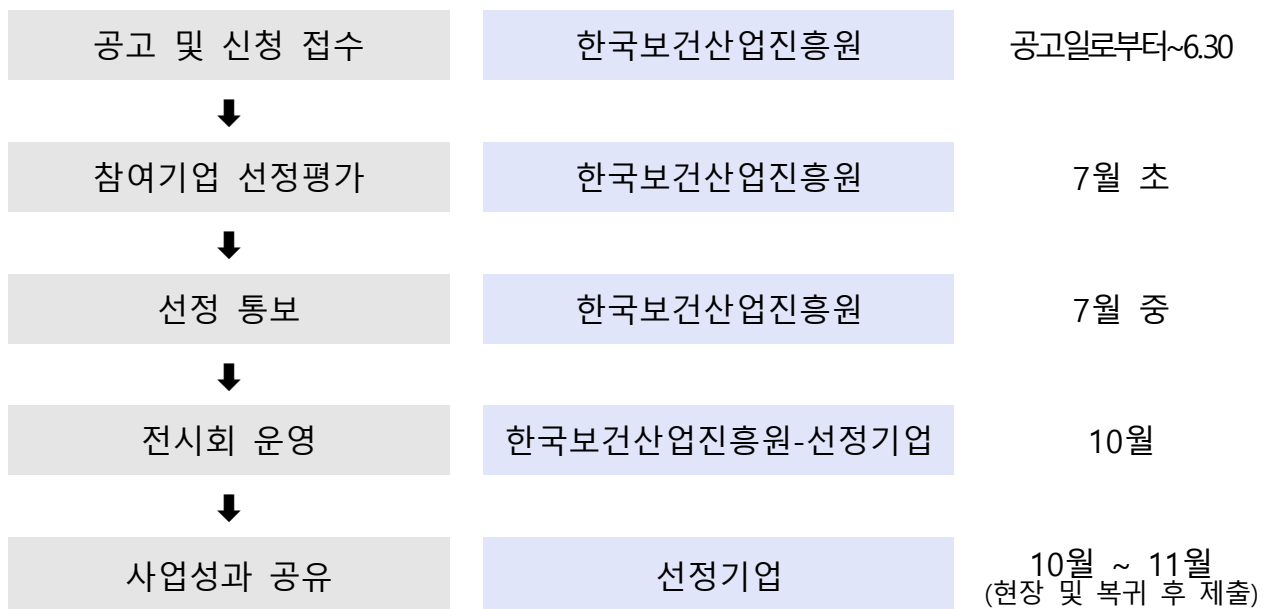 공고 및 신청 접수 한국보건산업진흥원 공고일로부터~6.30
참여기업 선정평가 한국보건산업진흥원 7월 초
선정 통보 한국보건산업진흥원 7월 중
전시회 운영 한국보건산업진흥원-선정기업 10월
사업성과 공유 선정기업 10월 ~ 11월
(현장 및 복귀 후 제출)